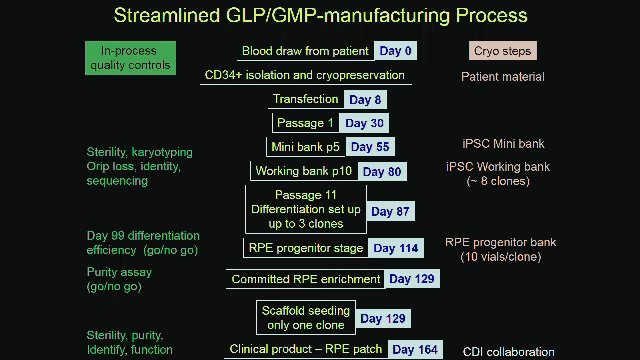 Streamlined GLP/GMP-manufacturing Process
In-process
quality controls
Blood draw from patient Day 0
Cryo steps
CD34+ isolation and cryopreservation
Patient material
Transfection Day 8
Passage 1 Day 30
Mini bank p5 Day 55
iPSC Mini bank
Sterility, karyotyping
Orip loss, identity,
sequencing
Working bank p10 Day 80
iPSC Working bank
(~ 8 clones)
Passage 11
Differentiation set up
up to 3 clones
Day 87
Day 99 differentiation
efficiency (go/no go)
RPE progenitor stage Day 114
RPE progenitor bank
(10 vials/clone)
Purity assay
(go/no go)
Committed RPE enrichment Day 129
Scaffold seeding
only one clone
Day 129
Sterility, purity,
Identify, function
Clinical product – RPE patch Day 164
CDI collaboration